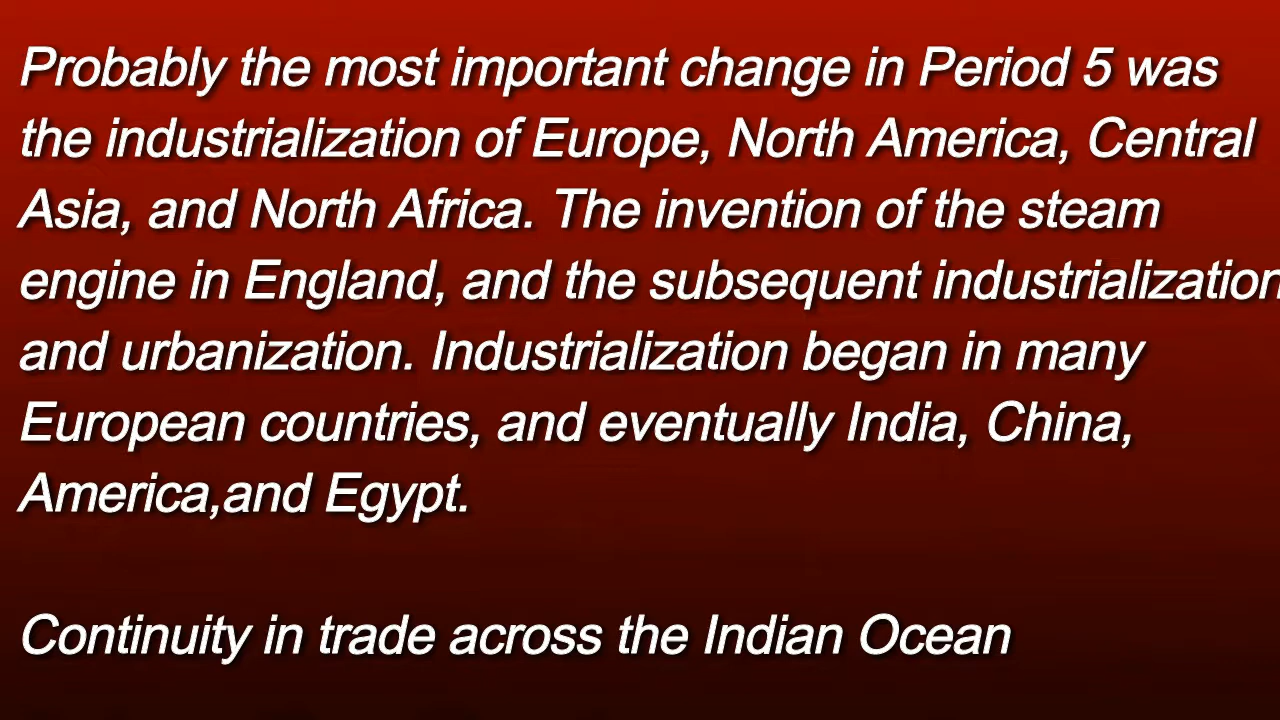 Probably the most important change in Period 5 was
the industrialization of Europe, North America, Central
Asia, and North Africa. The invention of the steam
engine in England, and the subsequent industrialization
and urbanization. Industrialization began in many
European countries, and eventually India, China,
America,and Egypt.
Continuity in trade across the Indian Ocean